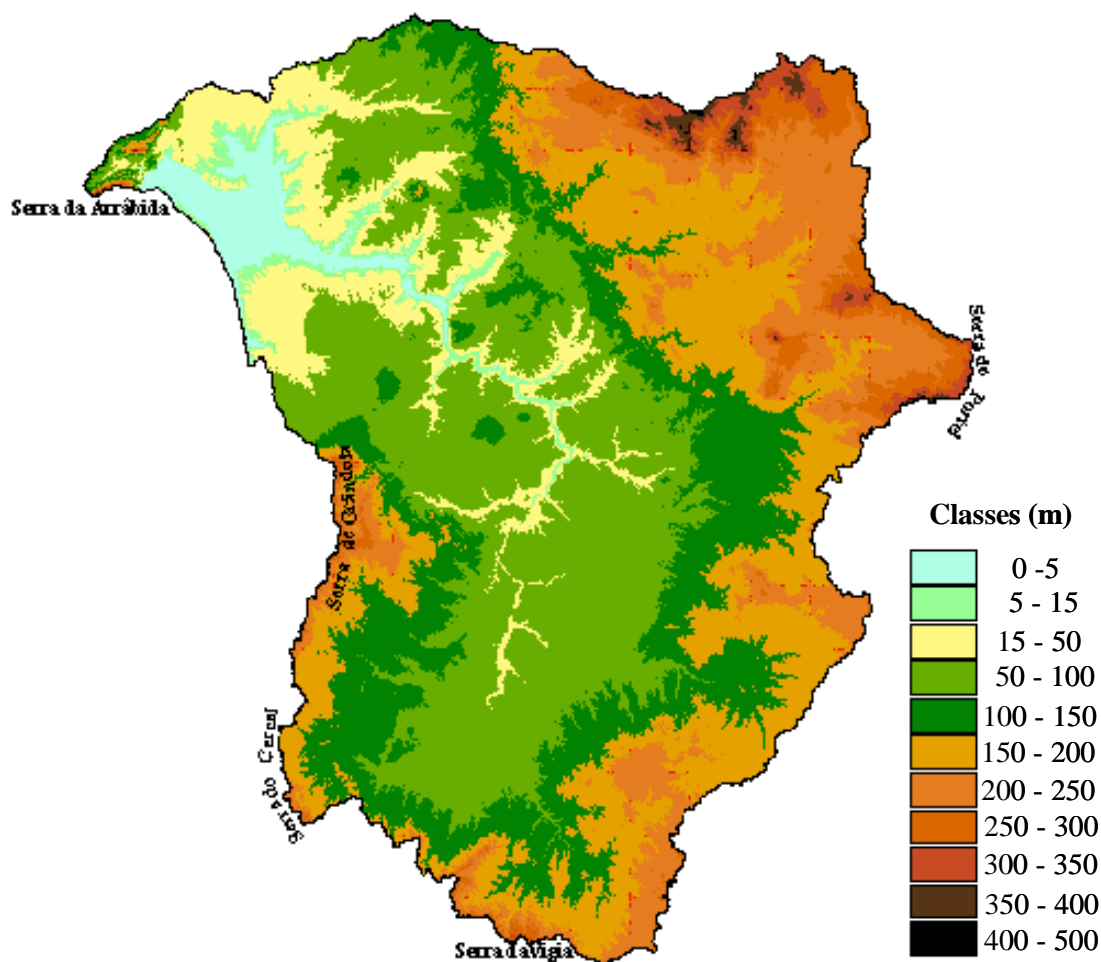 Serra da Arrábida
Serra de Portel
Serra de Grândola
Serra do Cercal
Serra da Vigia
Classes (m)
0 -5
5 - 15
15 - 50
50 - 100
100 - 150
150 - 200
200 - 250
250 - 300
300 - 350
350 - 400
400 - 500